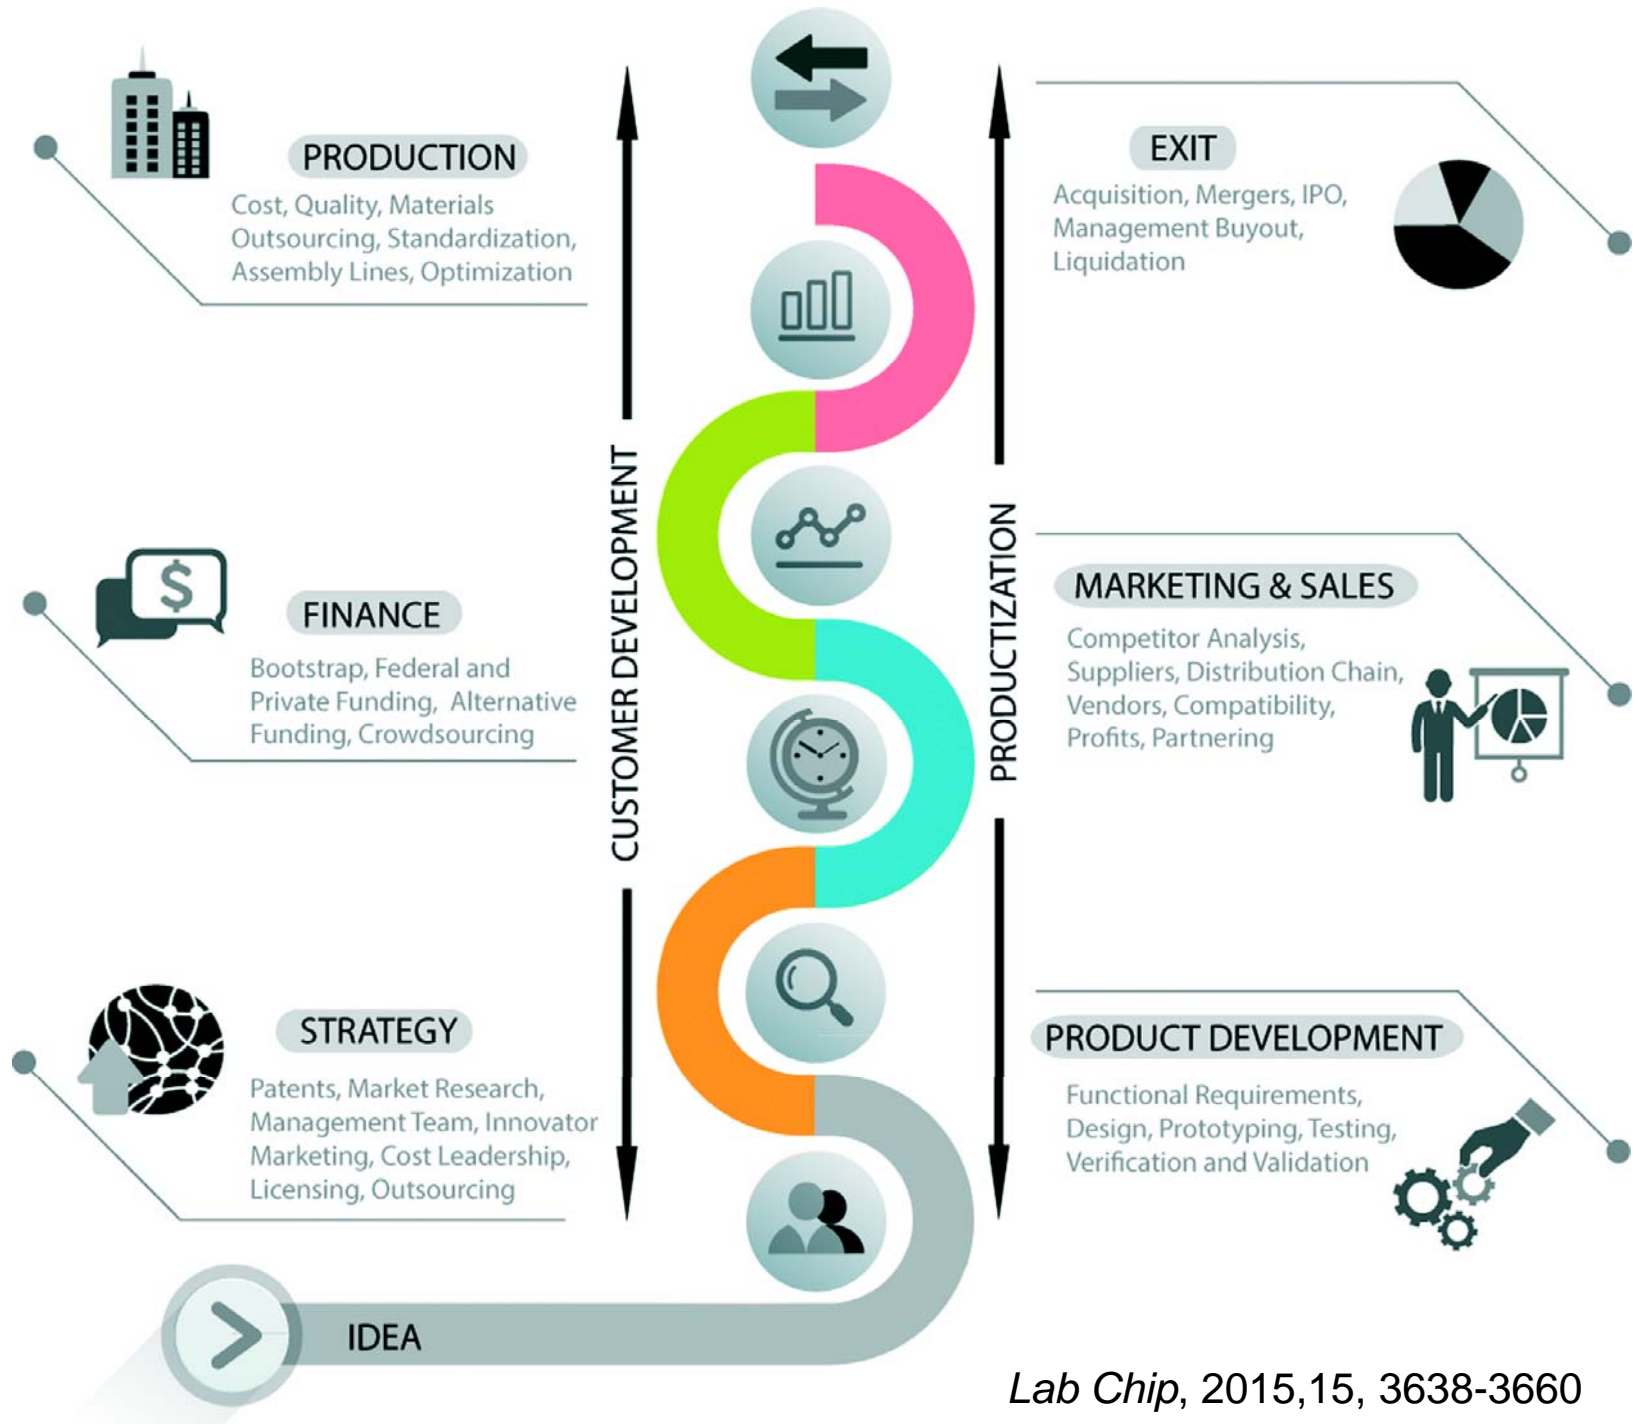 PRODUCTION
Cost, Quality, Materials
Outsourcing, Standardization,
Assembly Lines, Optimization
EXIT
Acquisition, Mergers, IPO,
Management Buyout,
Liquidation
CUSTOMER DEVELOPMENT
PRODUCTIZATION
FINANCE
Bootstrap, Federal and
Private Funding, Alternative
Funding, Crowdsourcing
$
MARKETING & SALES
Competitor Analysis,
Suppliers, Distribution Chain,
Vendors, Compatibility,
Profits, Partnering
STRATEGY
Patents, Market Research,
Management Team, Innovator
Marketing, Cost Leadership,
Licensing, Outsourcing
PRODUCT DEVELOPMENT
Functional Requirements,
Design, Prototyping, Testing,
Verification and Validation
IDEA
Lab Chip, 2015,15, 3638-3660